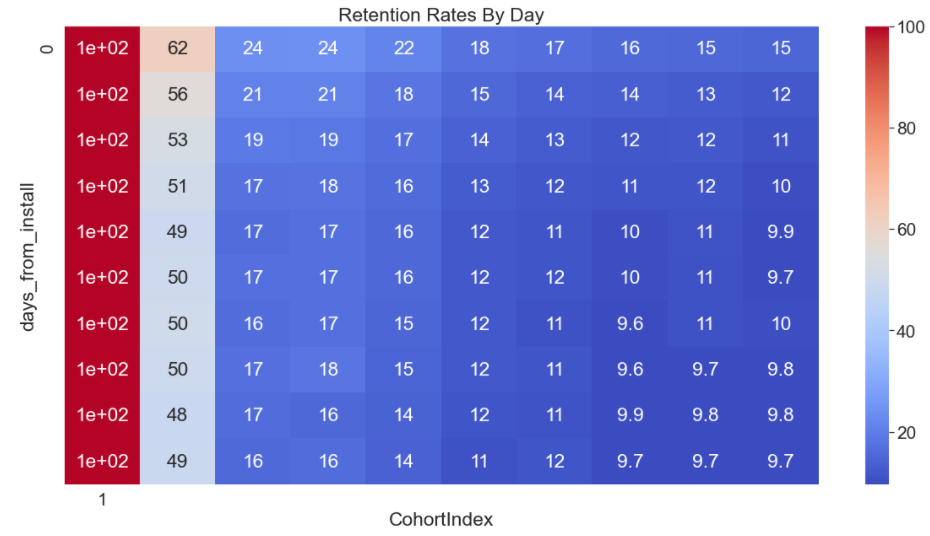 Retention Rates By Day
0 1e+02 62 24 24 22 18 17 16 15 15
1e+02 56 21 21 18 15 14 14 13 12
1e+02 53 19 19 17 14 13 12 12 11
1e+02 51 17 18 16 13 12 11 12 10
1e+02 49 17 17 16 12 11 10 11 9.9
1e+02 50 17 17 16 12 12 10 11 9.7
1e+02 50 16 17 15 12 11 9.6 11 10
1e+02 50 17 18 15 12 11 9.6 9.7 9.8
1e+02 48 17 16 14 12 11 9.9 9.8 9.8
1e+02 49 16 16 14 11 12 9.7 9.7 9.7
days_from_install
1
CohortIndex
100
80
60
40
20